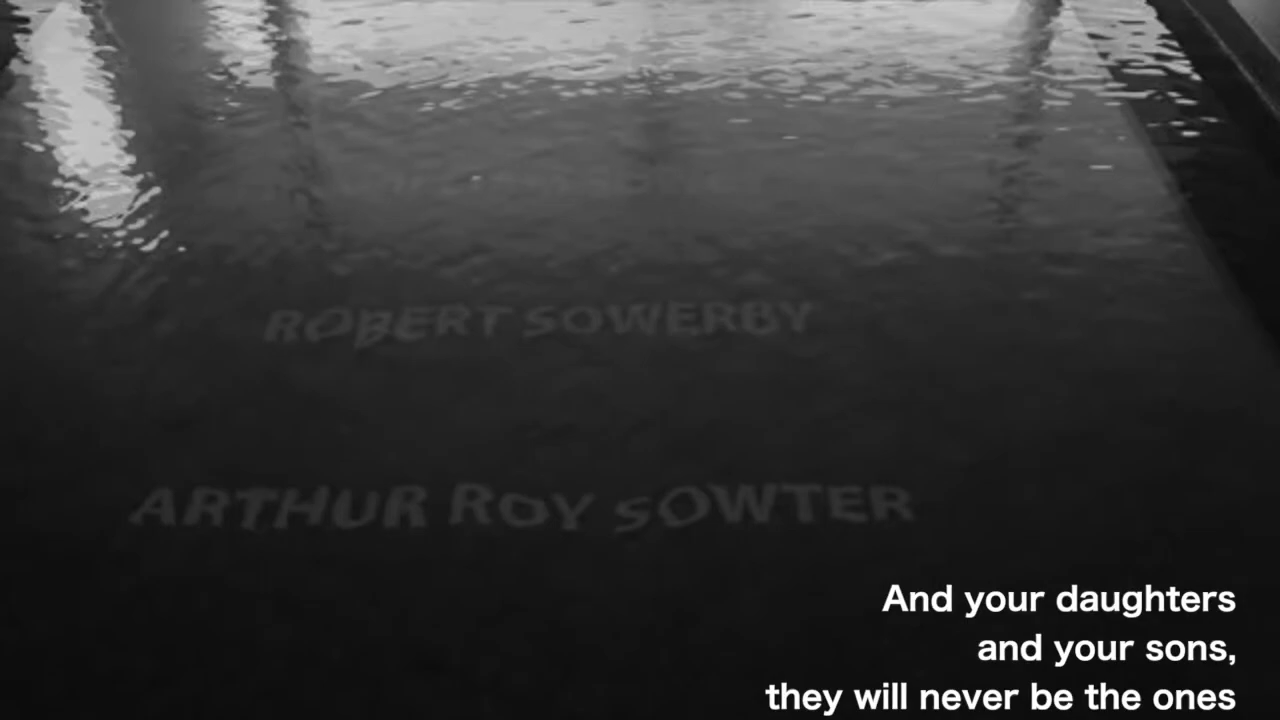 ROBERT SOWERBY
ARTHUR ROY SOWTER
And your daughters
and your sons,
they will never be the ones